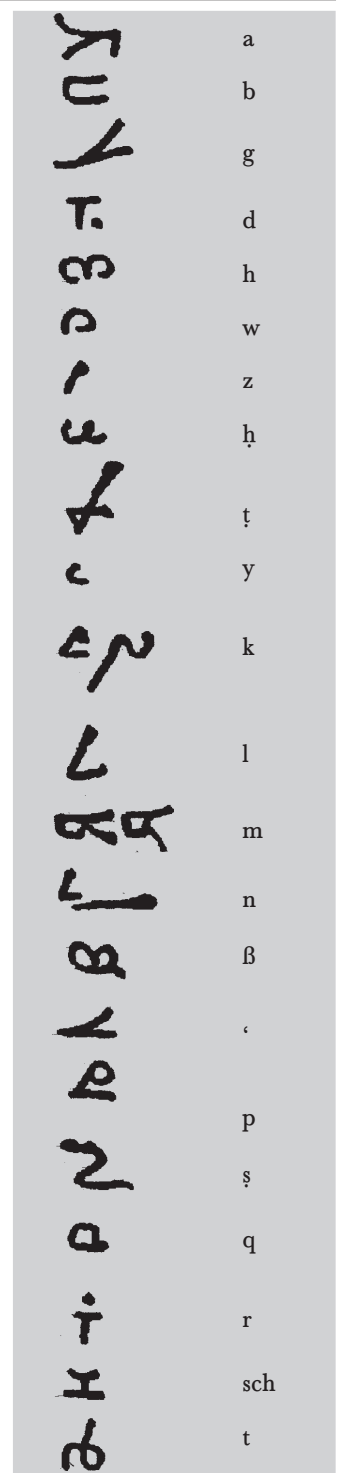 ܐ a
ܒ b
ܓ g
ܕ d
ܗ h
ܘ w
ܙ z
ܚ ḥ
ܛ ṭ
ܝ y
ܟ ܟ k
ܠ l
ܡ ܡ m
ܢ ܢ n
ܣ ß
ܥ ‘
ܦ p
ܨ ṣ
ܩ q
ܪ r
ܫ sch
ܬ t